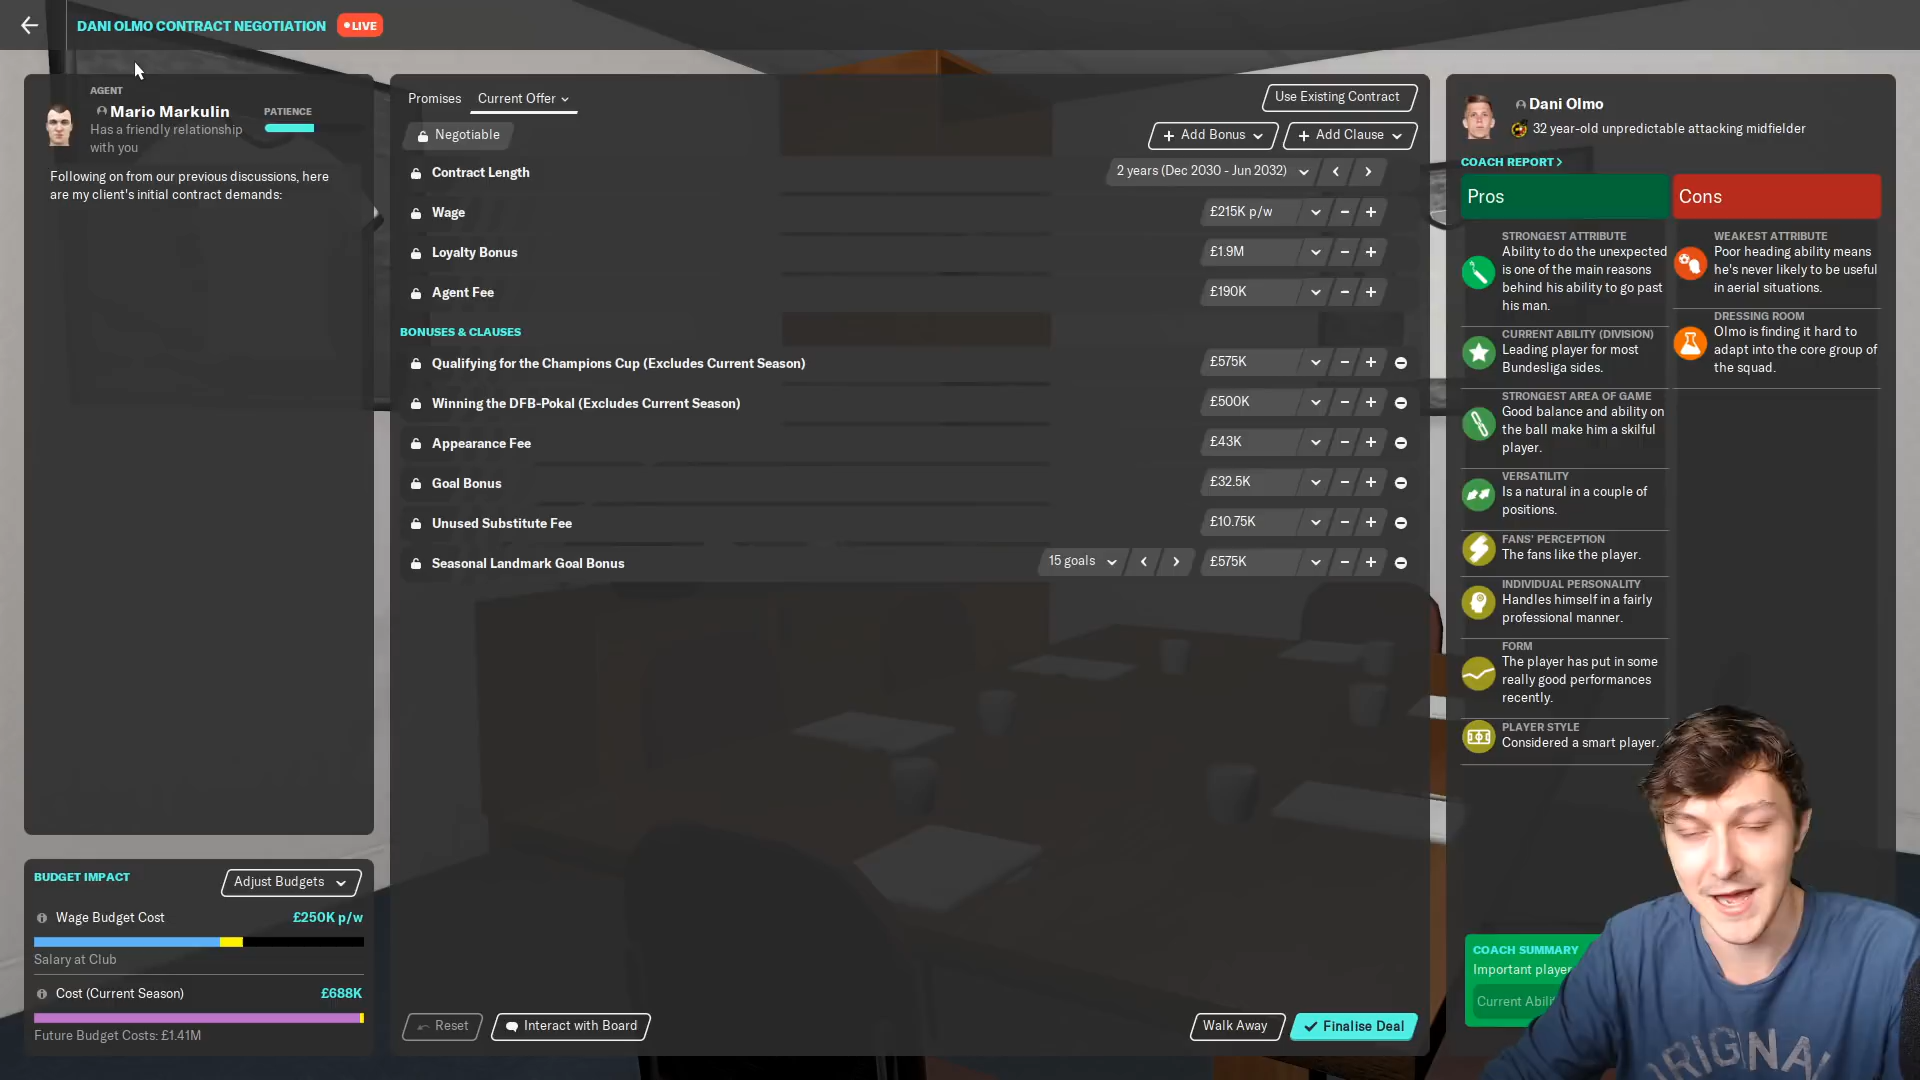 DANI OLMO CONTRACT NEGOTIATION
LIVE
AGENT
Mario Markulin
Has a friendly relationship
with you
PATIENCE
Following on from our previous discussions, here
are my client's initial contract demands:
Promises
Current Offer
Use Existing Contract
Negotiable
+ Add Bonus
+ Add Clause
Contract Length
2 years (Dec 2030 - Jun 2032)
Wage
£215K p/w
Loyalty Bonus
£1.9M
Agent Fee
£190K
BONUSES & CLAUSES
Qualifying for the Champions Cup (Excludes Current Season)
£575K
Winning the DFB-Pokal (Excludes Current Season)
£500K
Appearance Fee
£43K
Goal Bonus
£32.5K
Unused Substitute Fee
£10.75K
Seasonal Landmark Goal Bonus
15 goals
£575K
Dani Olmo
32 year-old unpredictable attacking midfielder
COACH REPORT >
Pros
STRONGEST ATTRIBUTE
Ability to do the unexpected
is one of the main reasons
behind his ability to go past
his man.
CURRENT ABILITY (DIVISION)
Leading player for most
Bundesliga sides.
STRONGEST AREA OF GAME
Good balance and ability on
the ball make him a skilful
player.
VERSATILITY
Is a natural in a couple of
positions.
FANS' PERCEPTION
The fans like the player.
INDIVIDUAL PERSONALITY
Handles himself in a fairly
professional manner.
FORM
The player has put in some
really good performances
recently.
PLAYER STYLE
Considered a smart player.
Cons
WEAKEST ATTRIBUTE
Poor heading ability means
he's never likely to be useful
in aerial situations.
DRESSING ROOM
Olmo is finding it hard to
adapt into the core group of
the squad.
COACH SUMMARY
Important player
Current
BUDGET IMPACT
Adjust Budgets
Wage Budget Cost
£250K p/w
Salary at Club
Cost (Current Season)
£688K
Future Budget Costs: £1.41M
Reset
Interact with Board
Walk Away
Finalise Deal